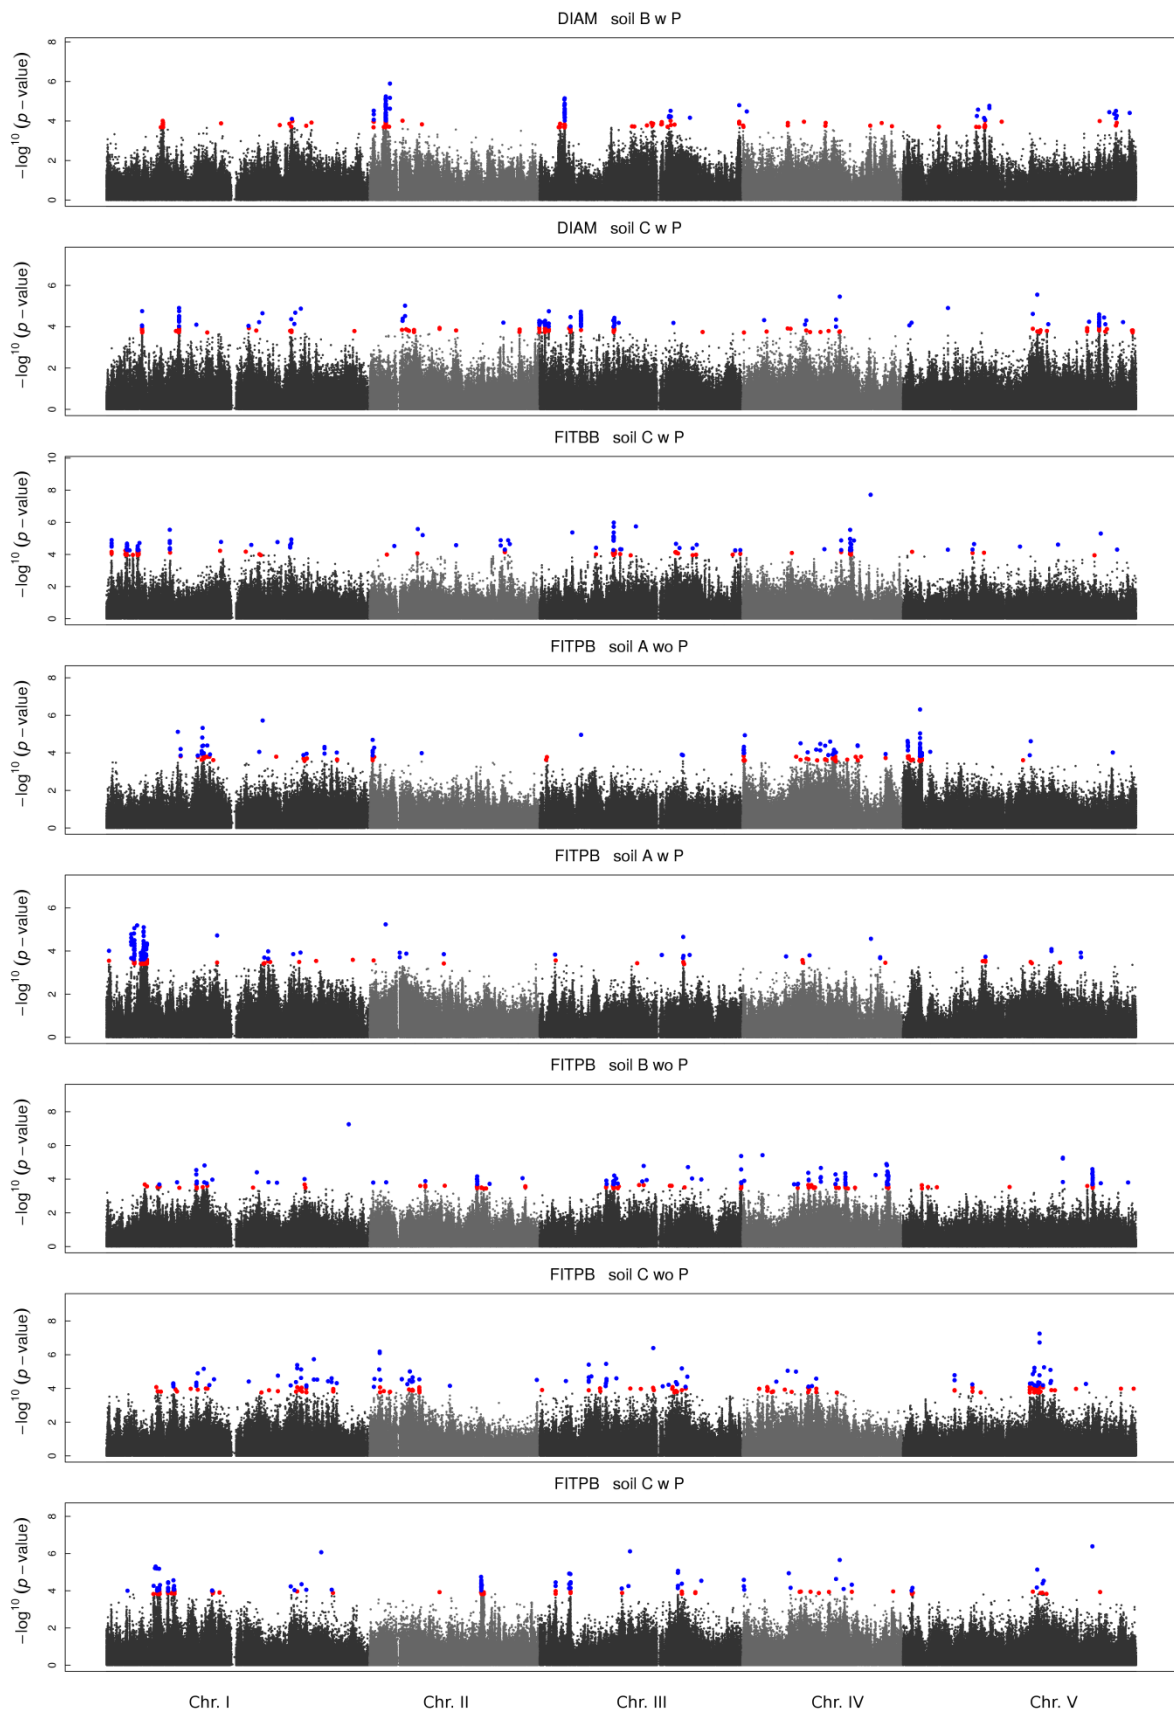 DIAM soil B w P
−log¹⁰ (p − value)
8
6
4
2
0
DIAM soil C w P
−log¹⁰ (p − value)
6
4
2
0
FITBB soil C w P
−log¹⁰ (p − value)
10
8
6
4
2
0
FITPB soil A wo P
−log¹⁰ (p − value)
8
6
4
2
0
FITPB soil A w P
−log¹⁰ (p − value)
6
4
2
0
FITPB soil B wo P
−log¹⁰ (p − value)
8
6
4
2
0
FITPB soil C wo P
−log¹⁰ (p − value)
8
6
4
2
0
FITPB soil C w P
−log¹⁰ (p − value)
8
6
4
2
0
Chr. I Chr. II Chr. III Chr. IV Chr. V